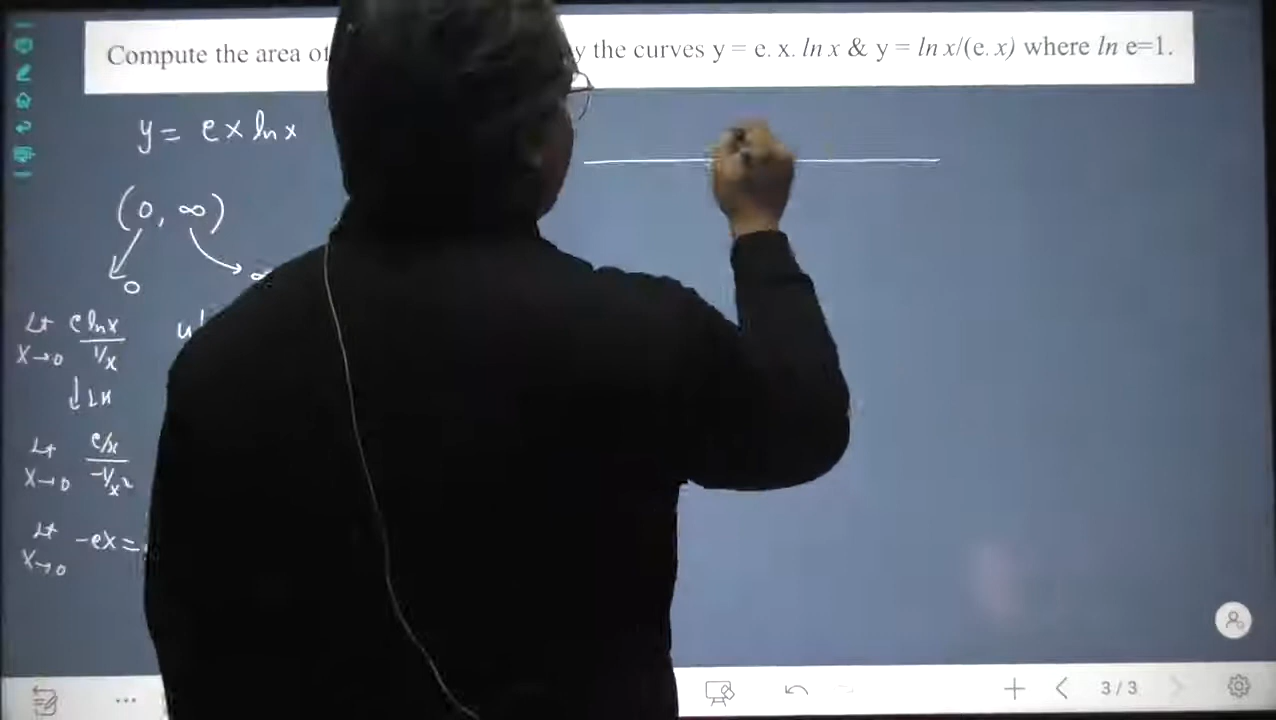 Compute the area of y the curves y = e. x. ln x & y = ln x/(e. x) where ln e=1.
y = e x ln x
(0, ∞)
0
Lt e ln x
x→0 1/x
↓ LH
Lt e/x
x→0 -1/x²
Lt -ex =
x→0
3 / 3